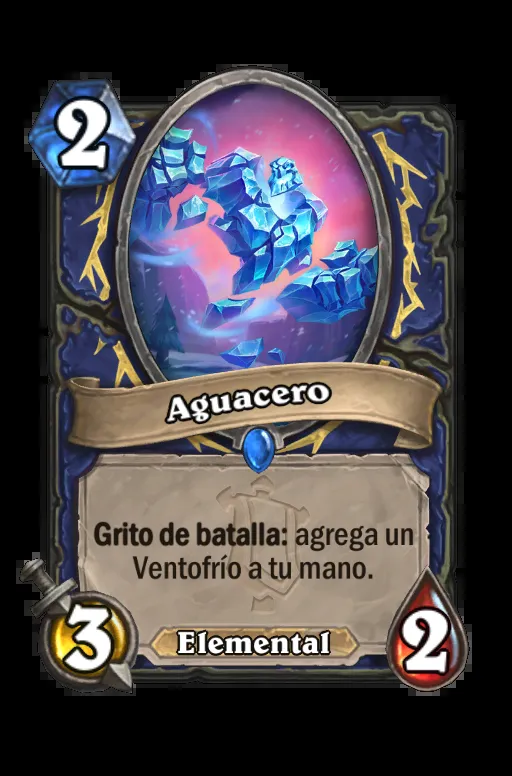 2
Aguacero
Grito de batalla: agrega un
Ventofrío a tu mano.
3
Elemental
2